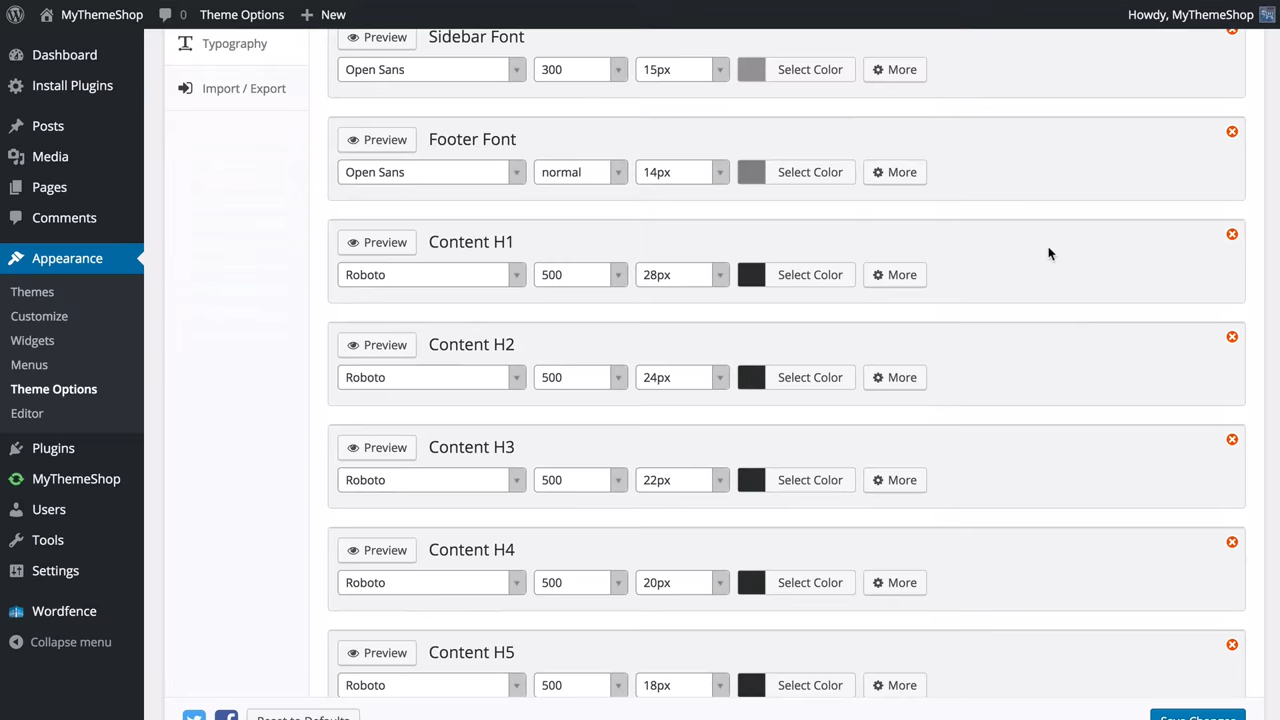 MyThemeShop 0 Theme Options New Howdy, MyThemeShop
Dashboard
Install Plugins
Posts
Media
Pages
Comments
Appearance
Themes
Customize
Widgets
Menus
Theme Options
Editor
Plugins
MyThemeShop
Users
Tools
Settings
Wordfence
Collapse menu
Typography
Import / Export
Preview Sidebar Font
Open Sans 300 15px Select Color More
Preview Footer Font
Open Sans normal 14px Select Color More
Preview Content H1
Roboto 500 28px Select Color More
Preview Content H2
Roboto 500 24px Select Color More
Preview Content H3
Roboto 500 22px Select Color More
Preview Content H4
Roboto 500 20px Select Color More
Preview Content H5
Roboto 500 18px Select Color More
Reset to Defaults Save Changes